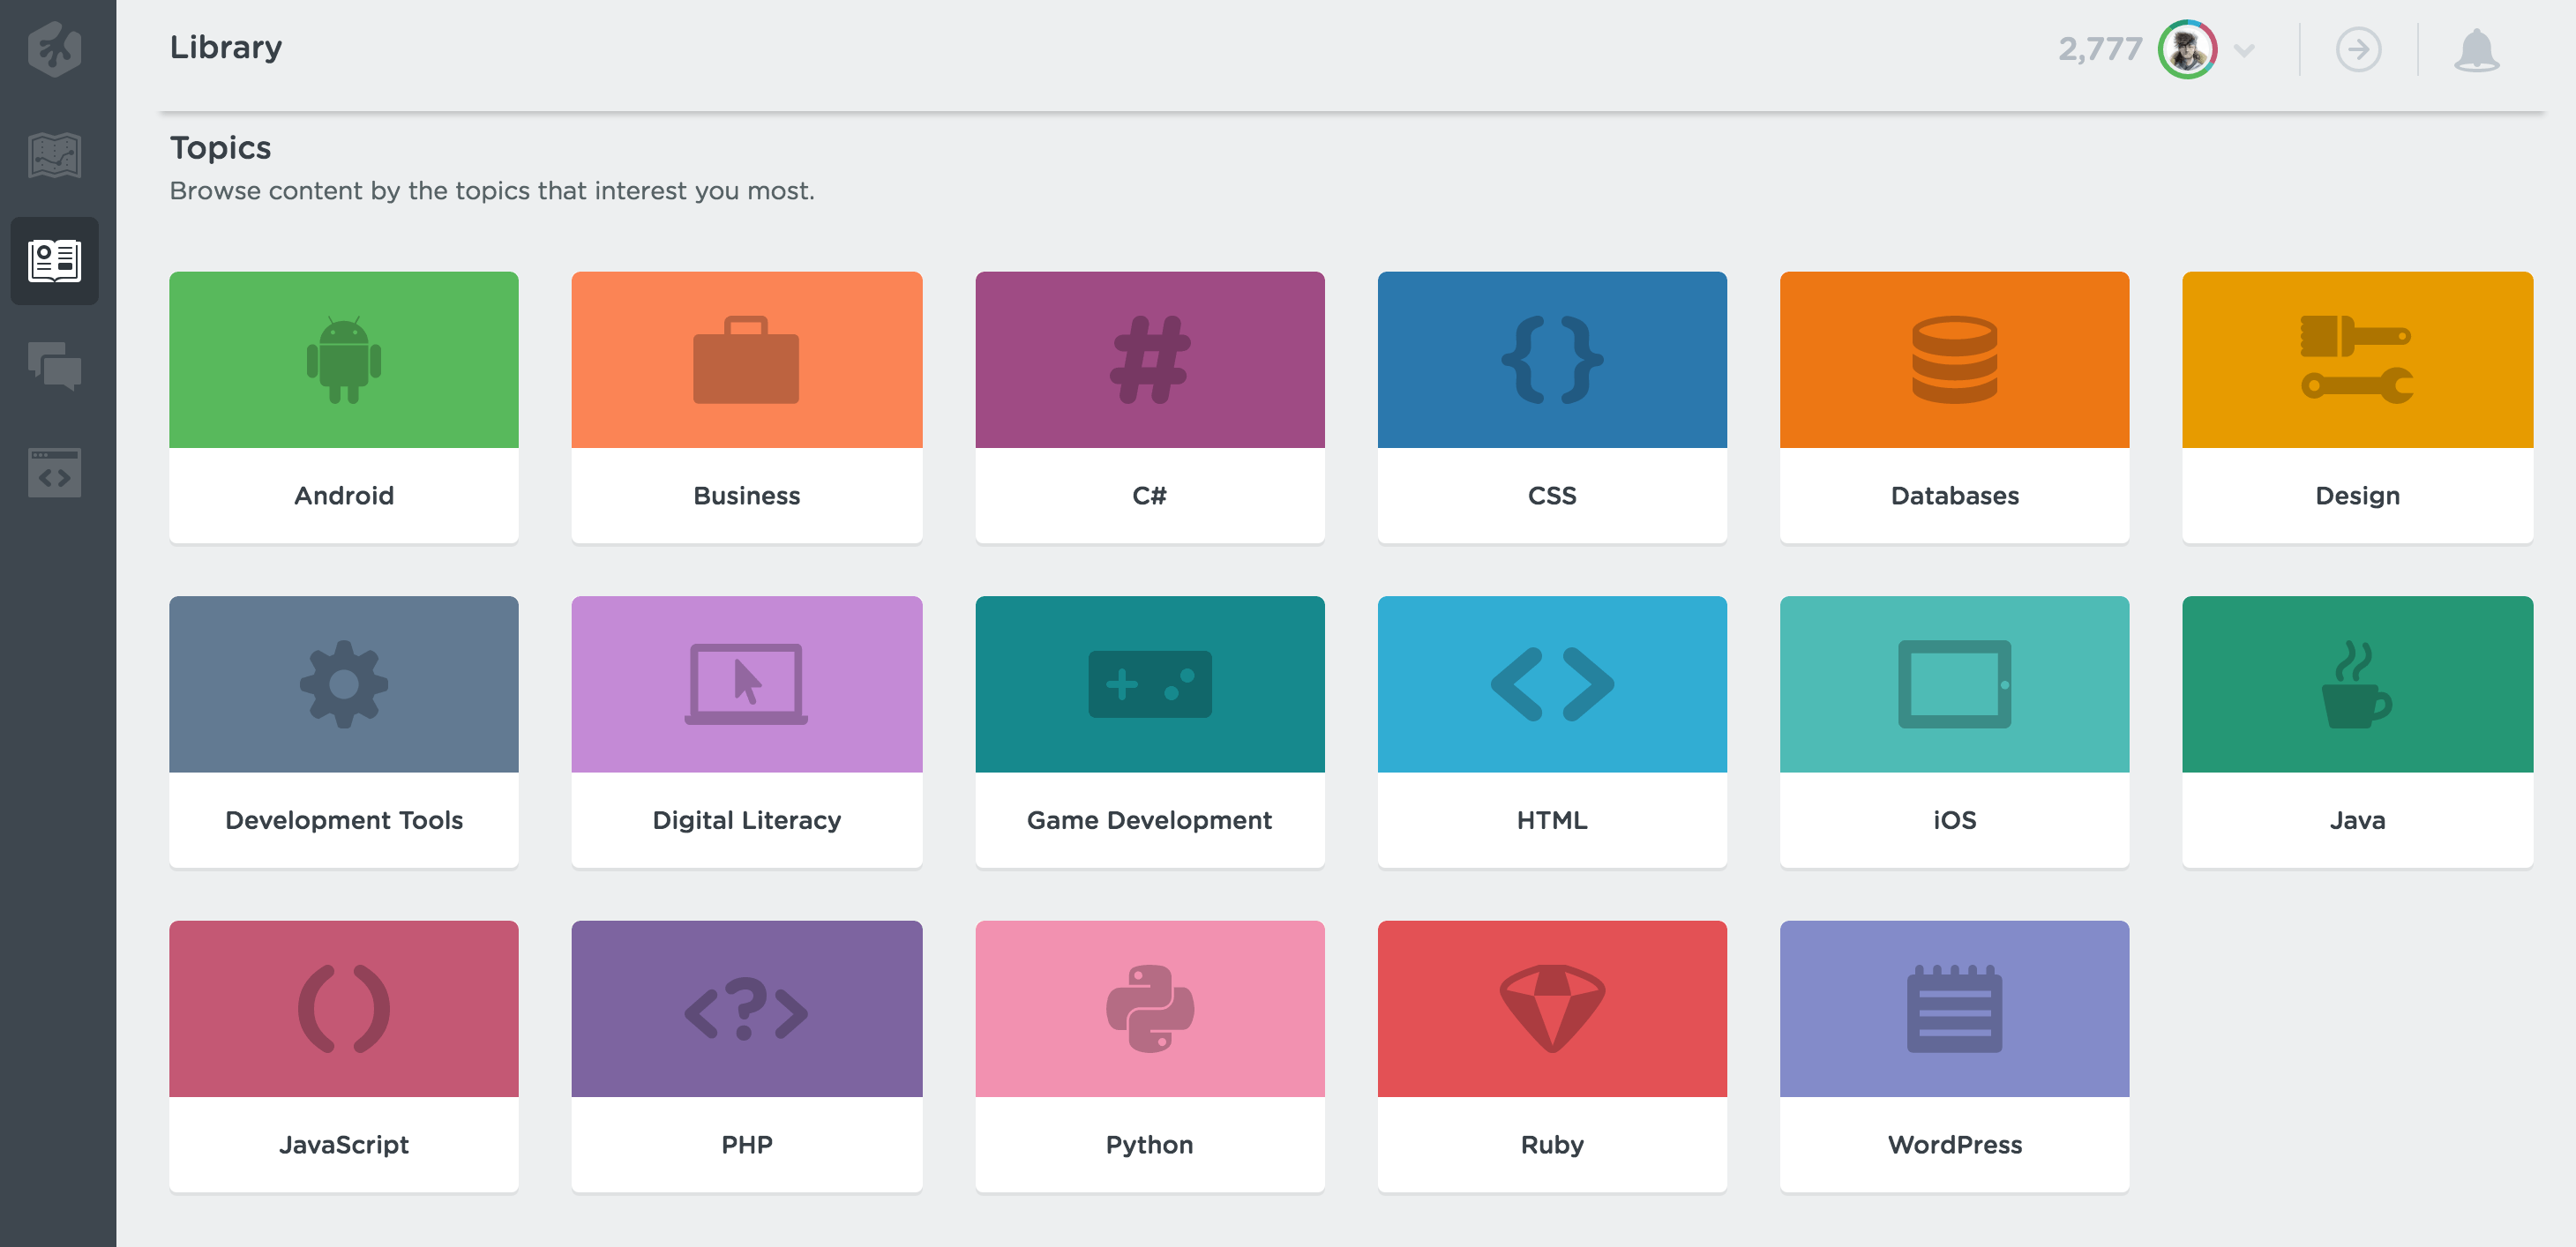 Library
2,777
Topics
Browse content by the topics that interest you most.
Android
Business
C#
CSS
Databases
Design
Development Tools
Digital Literacy
Game Development
HTML
iOS
Java
JavaScript
PHP
Python
Ruby
WordPress